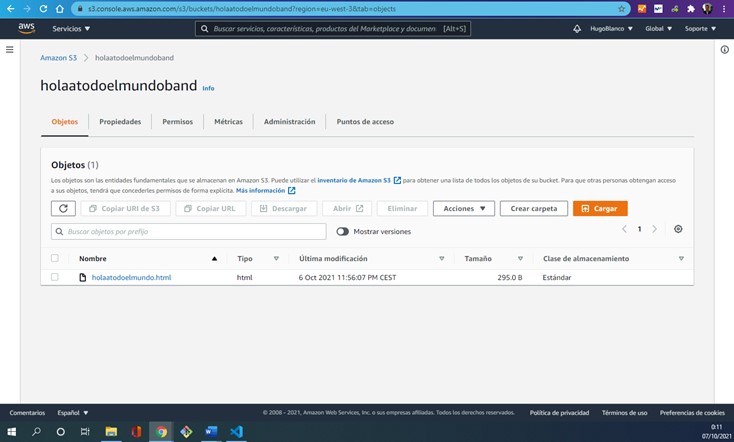 s3.console.aws.amazon.com/s3/buckets/holaatodoelmundoband?region=eu-west-3&tab=objects
aws Servicios Buscar servicios, características, productos del Marketplace y documen [Alt+S] HugoBlanco Global Soporte
Amazon S3 holaatodoelmundoband
holaatodoelmundoband Info
Objetos Propiedades Permisos Métricas Administración Puntos de acceso
Objetos (1)
Los objetos son las entidades fundamentales que se almacenan en Amazon S3. Puede utilizar el inventario de Amazon S3 para obtener una lista de todos los objetos de su bucket. Para que otras personas obtengan acceso
a sus objetos, tendrá que concederles permisos de forma explícita. Más información
Copiar URI de S3 Copiar URL Descargar Abrir Eliminar Acciones Crear carpeta Cargar
Buscar objetos por prefijo Mostrar versiones 1
Nombre Tipo Última modificación Tamaño Clase de almacenamiento
holaatodoelmundo.html html 6 Oct 2021 11:56:07 PM CEST 295.0 B Estándar
Comentarios Español © 2008 - 2021, Amazon Web Services, Inc. o sus empresas afiliadas. Todos los derechos reservados. Política de privacidad Términos de uso Preferencias de cookies
0:11
07/10/2021